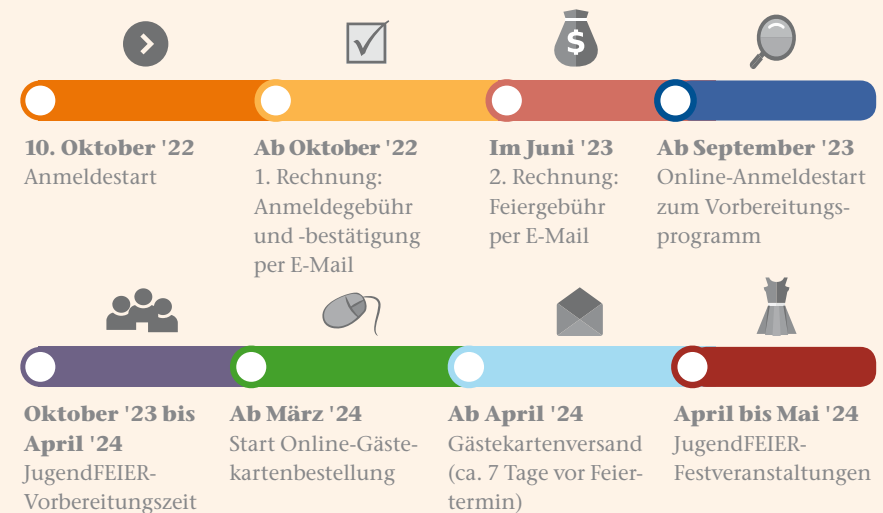 $
10. Oktober '22
Anmeldestart
Ab Oktober '22
1. Rechnung:
Anmeldegebühr
und -bestätigung
per E-Mail
Im Juni '23
2. Rechnung:
Feiergebühr
per E-Mail
Ab September '23
Online-Anmeldestart
zum Vorbereitungs-
programm
Oktober '23 bis
April '24
JugendFEIER-
Vorbereitungszeit
Ab März '24
Start Online-Gäste-
kartenbestellung
Ab April '24
Gästekartenversand
(ca. 7 Tage vor Feier-
termin)
April bis Mai '24
JugendFEIER-
Festveranstaltungen